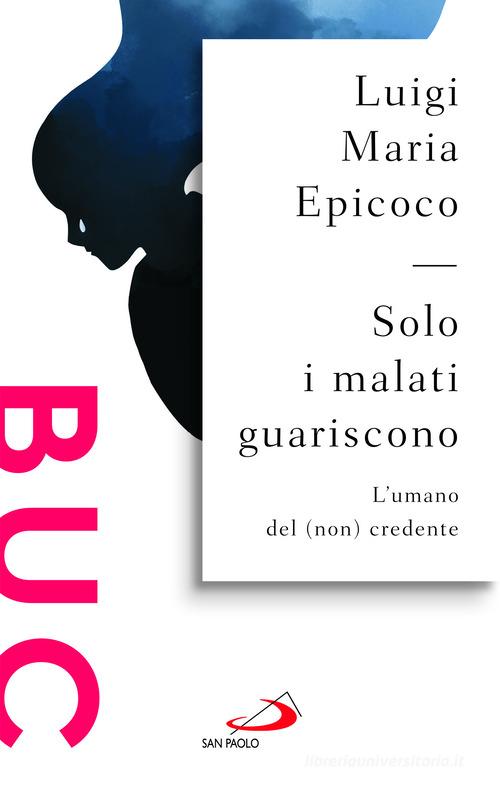 Luigi
Maria
Epicoco
Solo
i malati
guariscono
L'umano
del (non) credente
BUC
SAN PAOLO
libreriauniversitaria.it